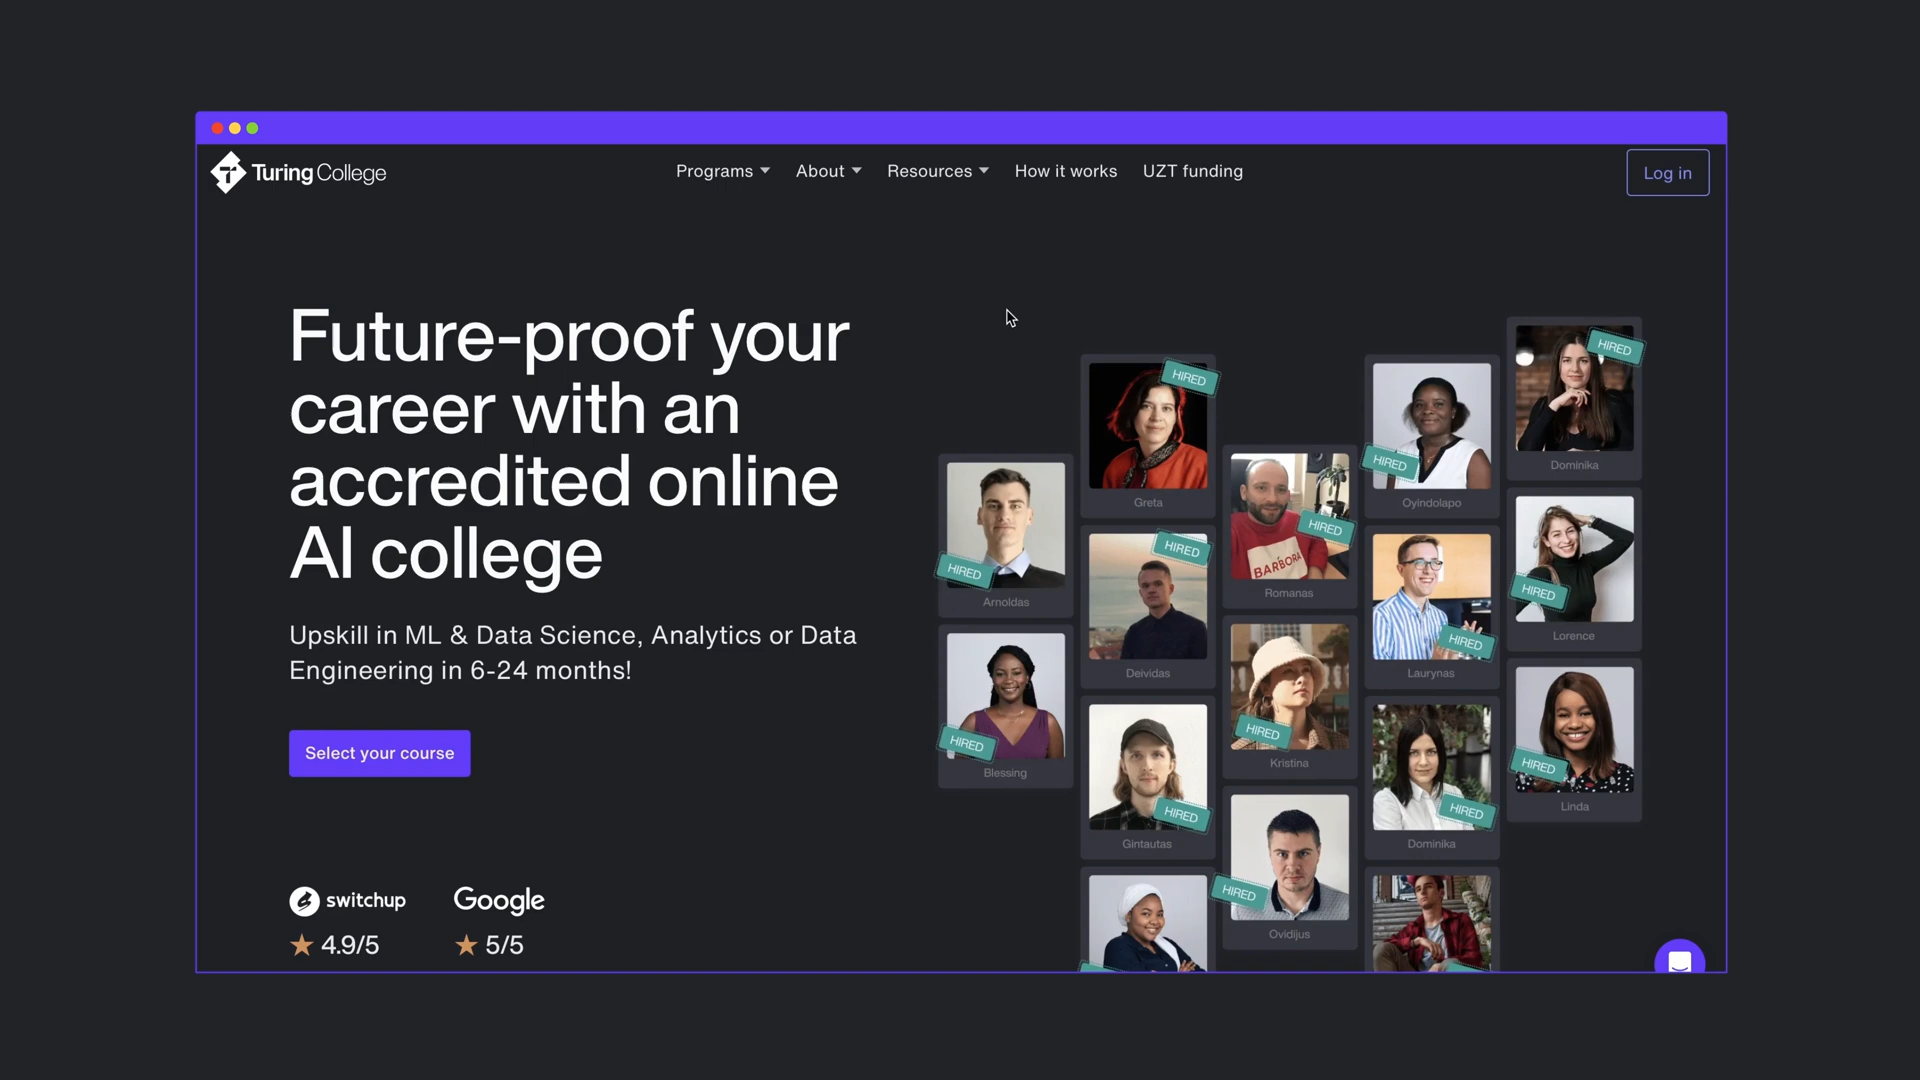 Turing College
Programs
About
Resources
How it works
UZT funding
Log in
Future-proof your
career with an
accredited online
AI college
Upskill in ML & Data Science, Analytics or Data
Engineering in 6-24 months!
Select your course
switchup
4.9/5
Google
5/5
HIRED
Arnoldas
HIRED
Blessing
HIRED
Greta
HIRED
Deividas
HIRED
Gintautas
BARBORA
HIRED
Romanas
HIRED
Kristina
HIRED
Ovidijus
HIRED
Oyindolapo
HIRED
Laurynas
HIRED
Dominika
HIRED
Dominika
HIRED
Lorence
HIRED
Linda